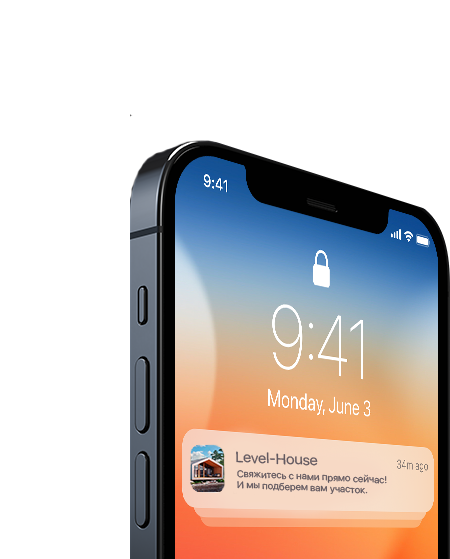 9:41
9:41
Monday, June 3
Level-House
34m ago
Свяжитесь с нами прямо сейчас!
И мы подберем вам участок.